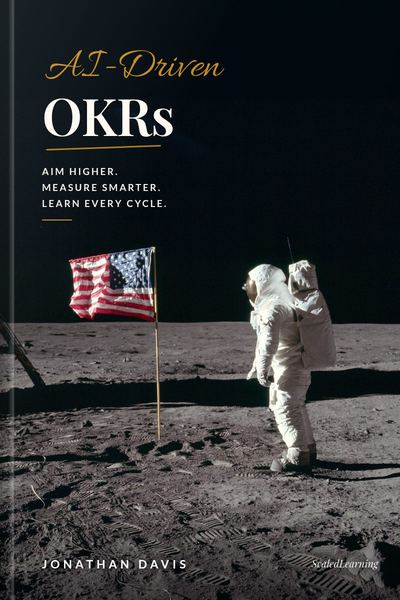 AI-Driven
OKRs
AIM HIGHER.
MEASURE SMARTER.
LEARN EVERY CYCLE.
JONATHAN DAVIS
ScaledLearning